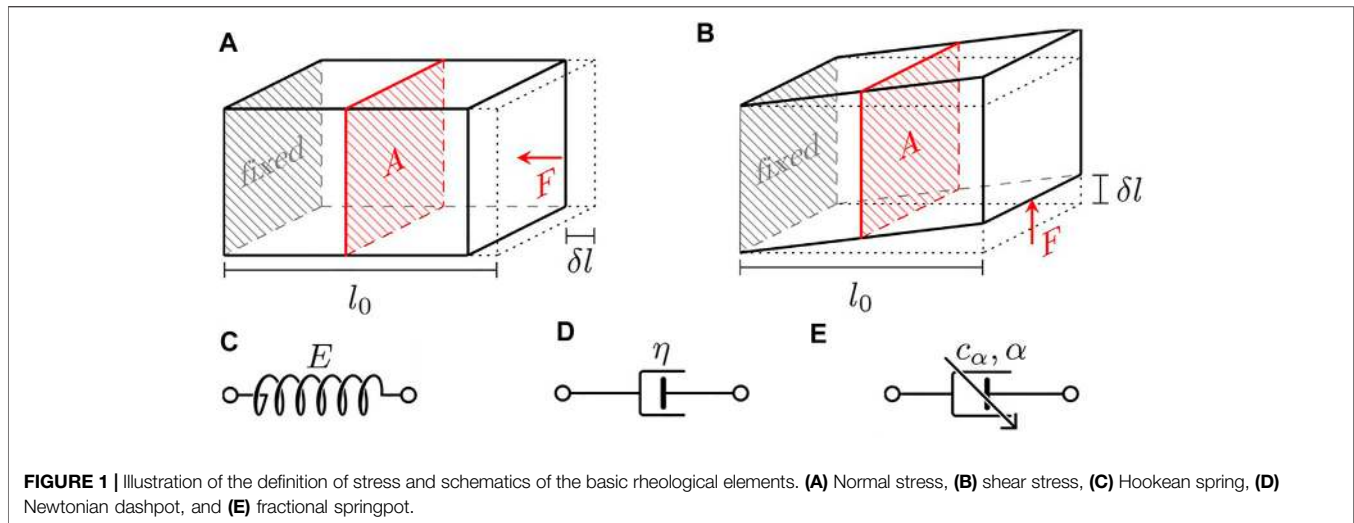 A
B
fixed
A
F
δl
l₀
fixed
A
F
δl
l₀
C
E
D
η
E
cα, α
FIGURE 1 | Illustration of the definition of stress and schematics of the basic rheological elements. (A) Normal stress, (B) shear stress, (C) Hookean spring, (D)
Newtonian dashpot, and (E) fractional springpot.